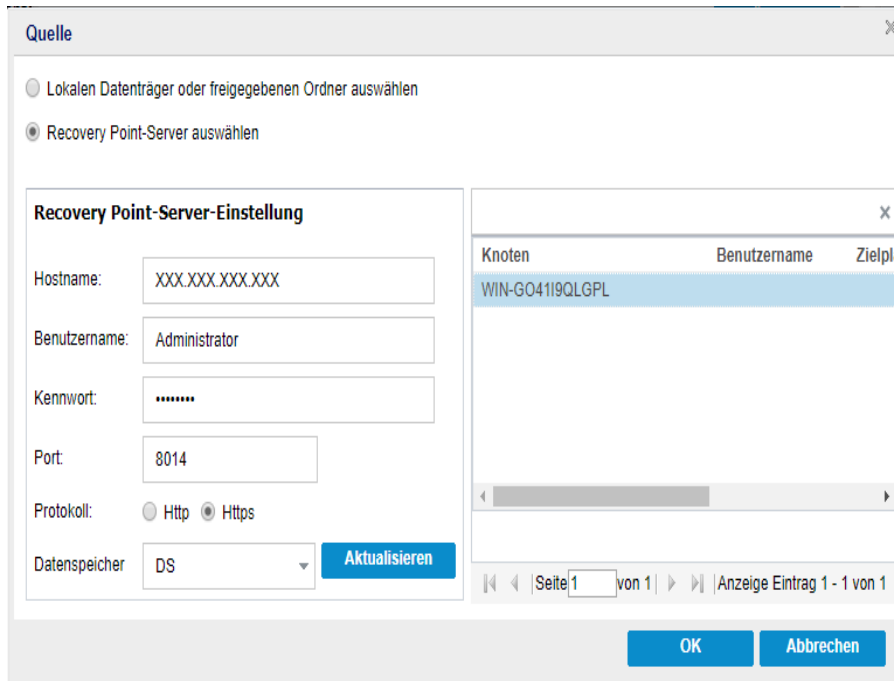 Quelle
Lokalen Datenträger oder freigegebenen Ordner auswählen
Recovery Point-Server auswählen
Recovery Point-Server-Einstellung
Hostname: XXX.XXX.XXX.XXX
Benutzername: Administrator
Kennwort: ••••••••
Port: 8014
Protokoll: Http Https
Datenspeicher DS Aktualisieren
Knoten Benutzername Zielpl
WIN-GO41I9QLGPL
Seite 1 von 1 Anzeige Eintrag 1 - 1 von 1
OK Abbrechen